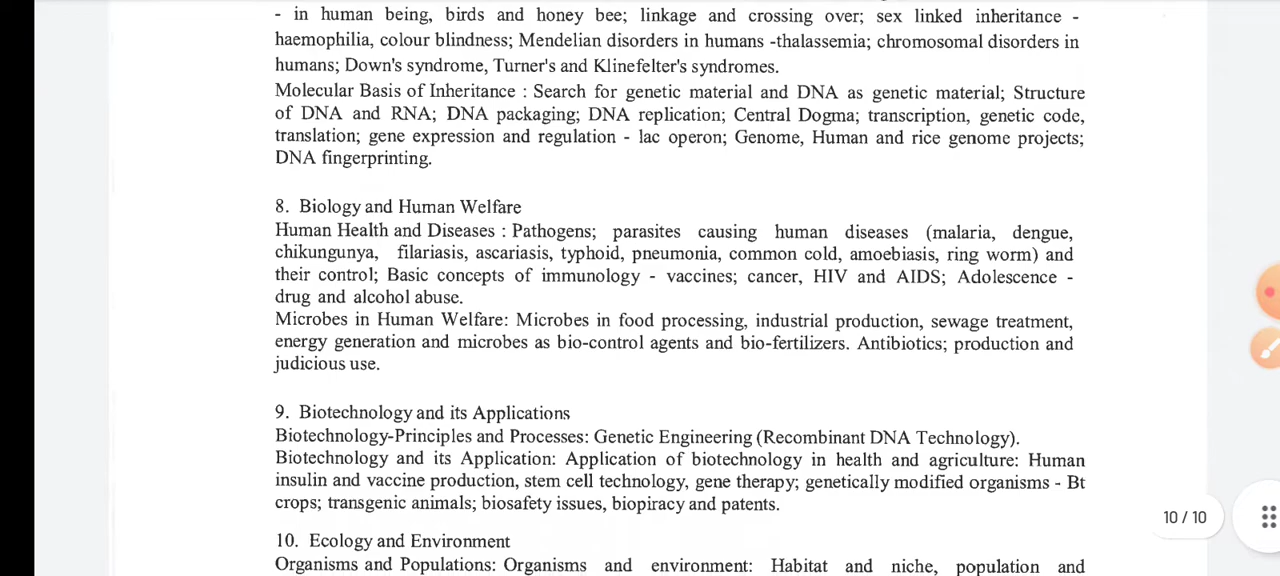 - in human being, birds and honey bee; linkage and crossing over; sex linked inheritance -
haemophilia, colour blindness; Mendelian disorders in humans -thalassemia; chromosomal disorders in
humans; Down's syndrome, Turner's and Klinefelter's syndromes.
Molecular Basis of Inheritance : Search for genetic material and DNA as genetic material; Structure
of DNA and RNA; DNA packaging; DNA replication; Central Dogma; transcription, genetic code,
translation; gene expression and regulation - lac operon; Genome, Human and rice genome projects;
DNA fingerprinting.
8. Biology and Human Welfare
Human Health and Diseases : Pathogens; parasites causing human diseases (malaria, dengue,
chikungunya, filariasis, ascariasis, typhoid, pneumonia, common cold, amoebiasis, ring worm) and
their control; Basic concepts of immunology - vaccines; cancer, HIV and AIDS; Adolescence -
drug and alcohol abuse.
Microbes in Human Welfare: Microbes in food processing, industrial production, sewage treatment,
energy generation and microbes as bio-control agents and bio-fertilizers. Antibiotics; production and
judicious use.
9. Biotechnology and its Applications
Biotechnology-Principles and Processes: Genetic Engineering (Recombinant DNA Technology).
Biotechnology and its Application: Application of biotechnology in health and agriculture: Human
insulin and vaccine production, stem cell technology, gene therapy; genetically modified organisms - Bt
crops; transgenic animals; biosafety issues, biopiracy and patents.
10 / 10
10. Ecology and Environment
Organisms and Populations: Organisms and environment: Habitat and niche, population and